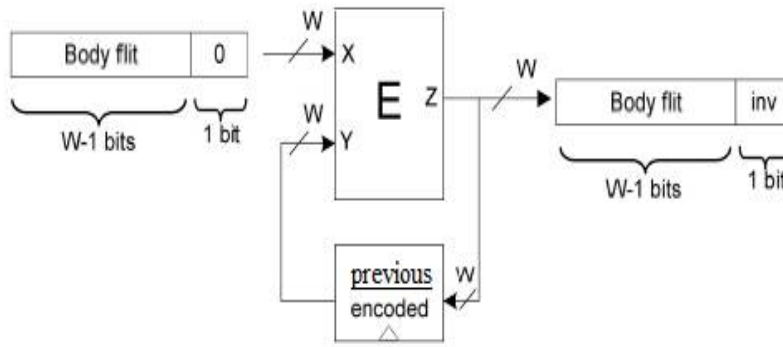 W
Body flit 0 X
W-1 bits 1 bit
W
Y
E
Z
W
Body flit inv
W-1 bits 1 bit
W
previous
encoded